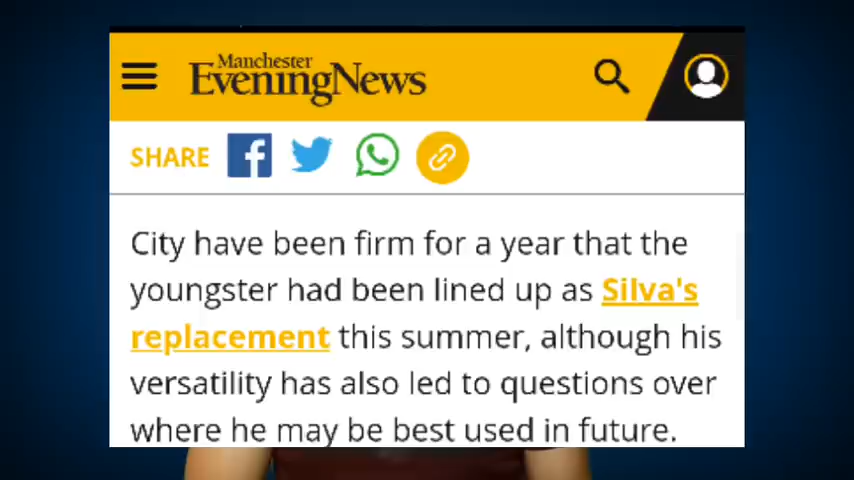 Manchester
EveningNews
SHARE
City have been firm for a year that the
youngster had been lined up as Silva's
replacement this summer, although his
versatility has also led to questions over
where he may be best used in future.